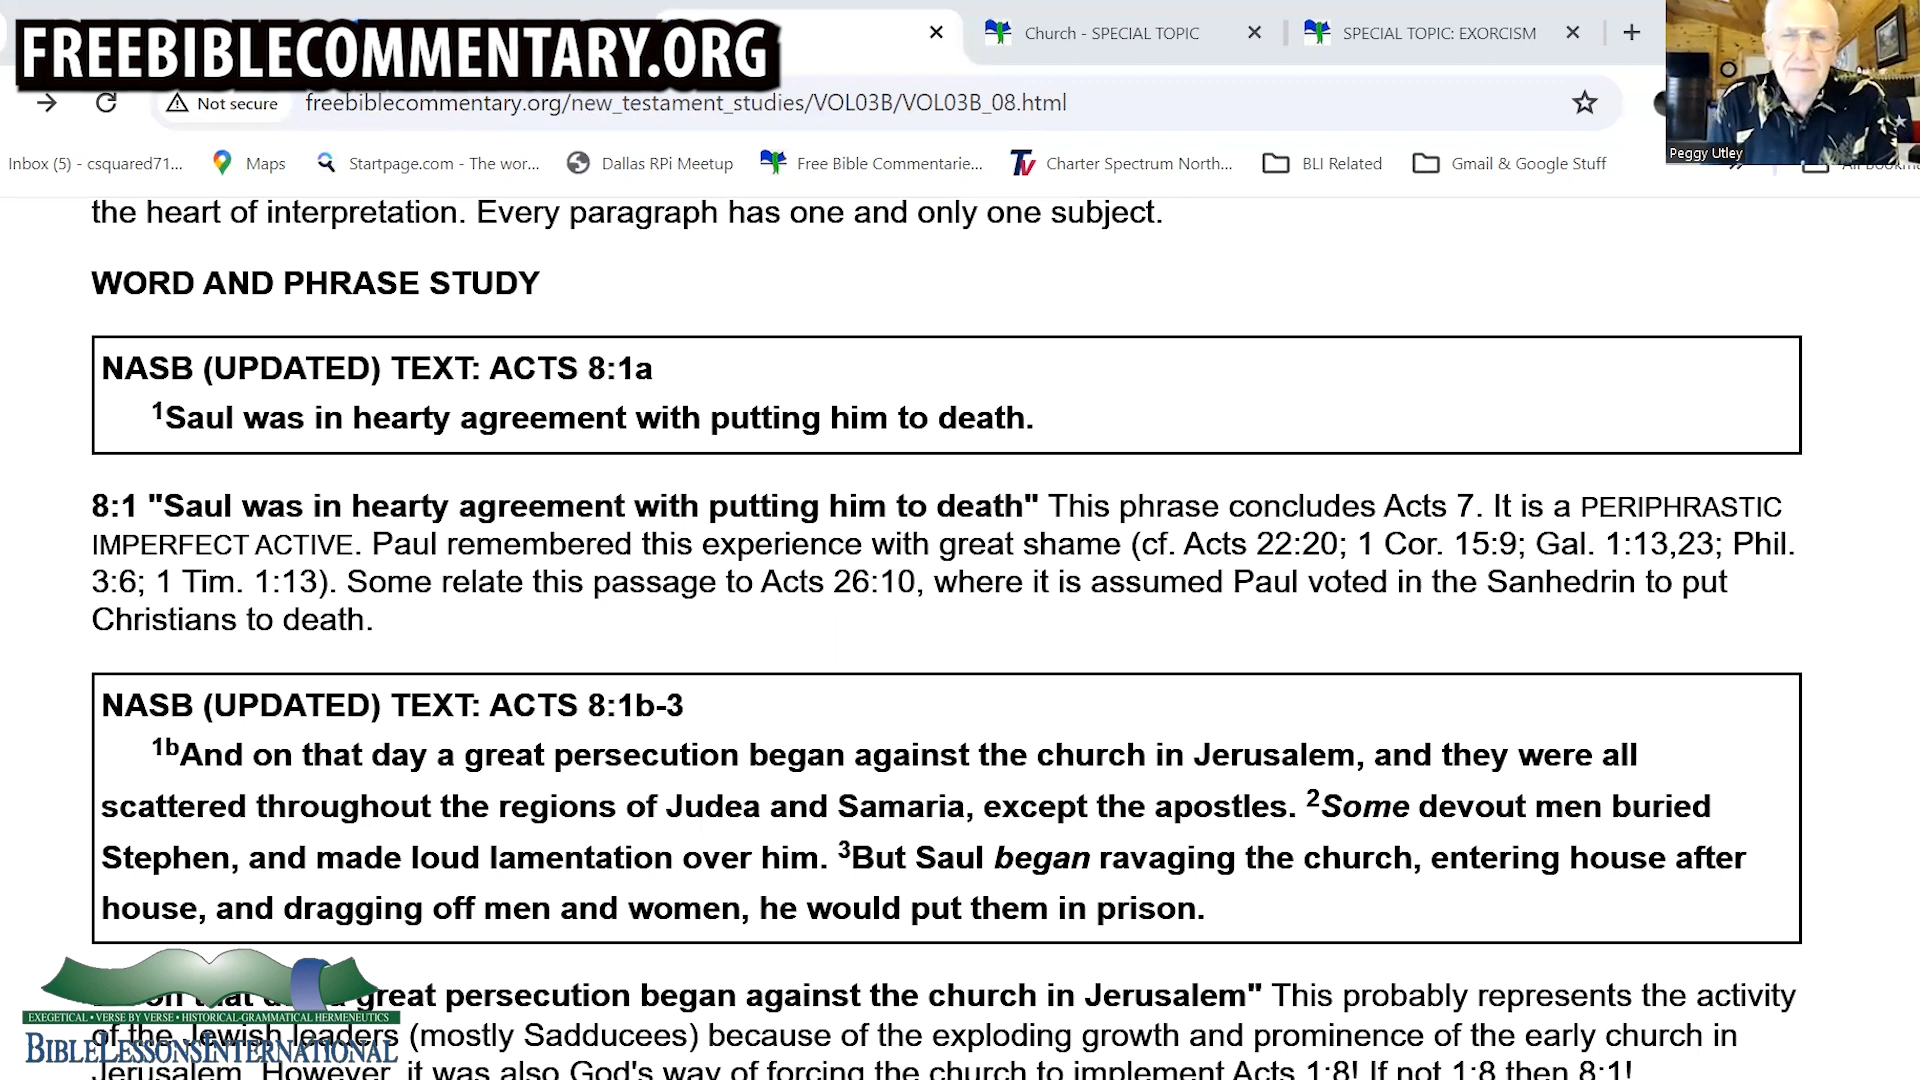 FREEBIBLECOMMENTARY.ORG
Church - SPECIAL TOPIC
SPECIAL TOPIC: EXORCISM
Not secure
freebiblecommentary.org/new_testament_studies/VOL03B/VOL03B_08.html
Peggy Utley
Inbox (5) - csquared71...
Maps
Startpage.com - The wor...
Dallas RPi Meetup
Free Bible Commentarie...
Charter Spectrum North...
BLI Related
Gmail & Google Stuff
the heart of interpretation. Every paragraph has one and only one subject.
WORD AND PHRASE STUDY
NASB (UPDATED) TEXT: ACTS 8:1a
1Saul was in hearty agreement with putting him to death.
8:1 "Saul was in hearty agreement with putting him to death" This phrase concludes Acts 7. It is a PERIPHRASTIC
IMPERFECT ACTIVE. Paul remembered this experience with great shame (cf. Acts 22:20; 1 Cor. 15:9; Gal. 1:13,23; Phil.
3:6; 1 Tim. 1:13). Some relate this passage to Acts 26:10, where it is assumed Paul voted in the Sanhedrin to put
Christians to death.
NASB (UPDATED) TEXT: ACTS 8:1b-3
1bAnd on that day a great persecution began against the church in Jerusalem, and they were all
scattered throughout the regions of Judea and Samaria, except the apostles. 2Some devout men buried
Stephen, and made loud lamentation over him. 3But Saul began ravaging the church, entering house after
house, and dragging off men and women, he would put them in prison.
great persecution began against the church in Jerusalem" This probably represents the activity
of the Jewish leaders (mostly Sadducees) because of the exploding growth and prominence of the early church in
Jerusalem. However, it was also God's way of forcing the church to implement Acts 1:8! If not 1:8 then 8:1!
EXEGETICAL • VERSE BY VERSE • HISTORICAL-GRAMMATICAL HERMENEUTICS
BIBLELESSONSINTERNATIONAL